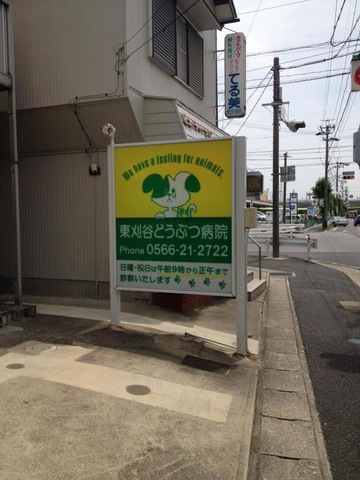 We have a feeling for animals.
東刈谷どうぶつ病院
Phone 0566-21-2722
日曜・祝日は午前9時から正午まで
診察いたします
てる美